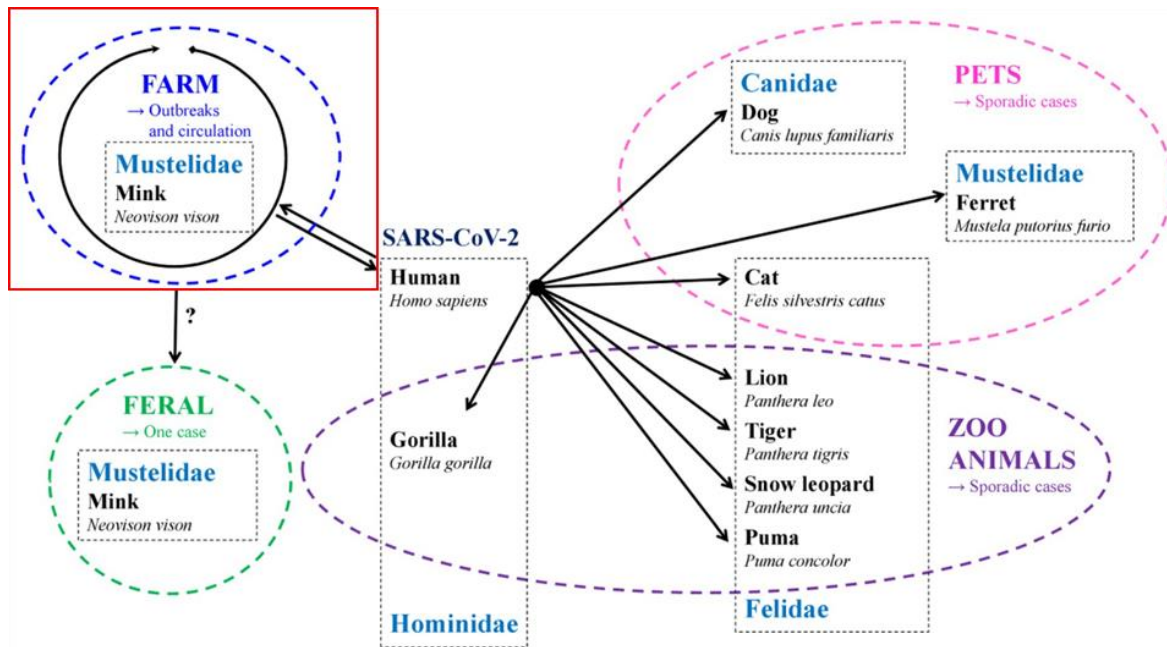 FARM
→ Outbreaks
and circulation
Mustelidae
Mink
Neovison vison
?
FERAL
→ One case
Mustelidae
Mink
Neovison vison
SARS-CoV-2
Human
Homo sapiens
Gorilla
Gorilla gorilla
Hominidae
Canidae
Dog
Canis lupus familiaris
PETS
→ Sporadic cases
Mustelidae
Ferret
Mustela putorius furio
Cat
Felis silvestris catus
Lion
Panthera leo
Tiger
Panthera tigris
Snow leopard
Panthera uncia
Puma
Puma concolor
Felidae
ZOO
ANIMALS
→ Sporadic cases